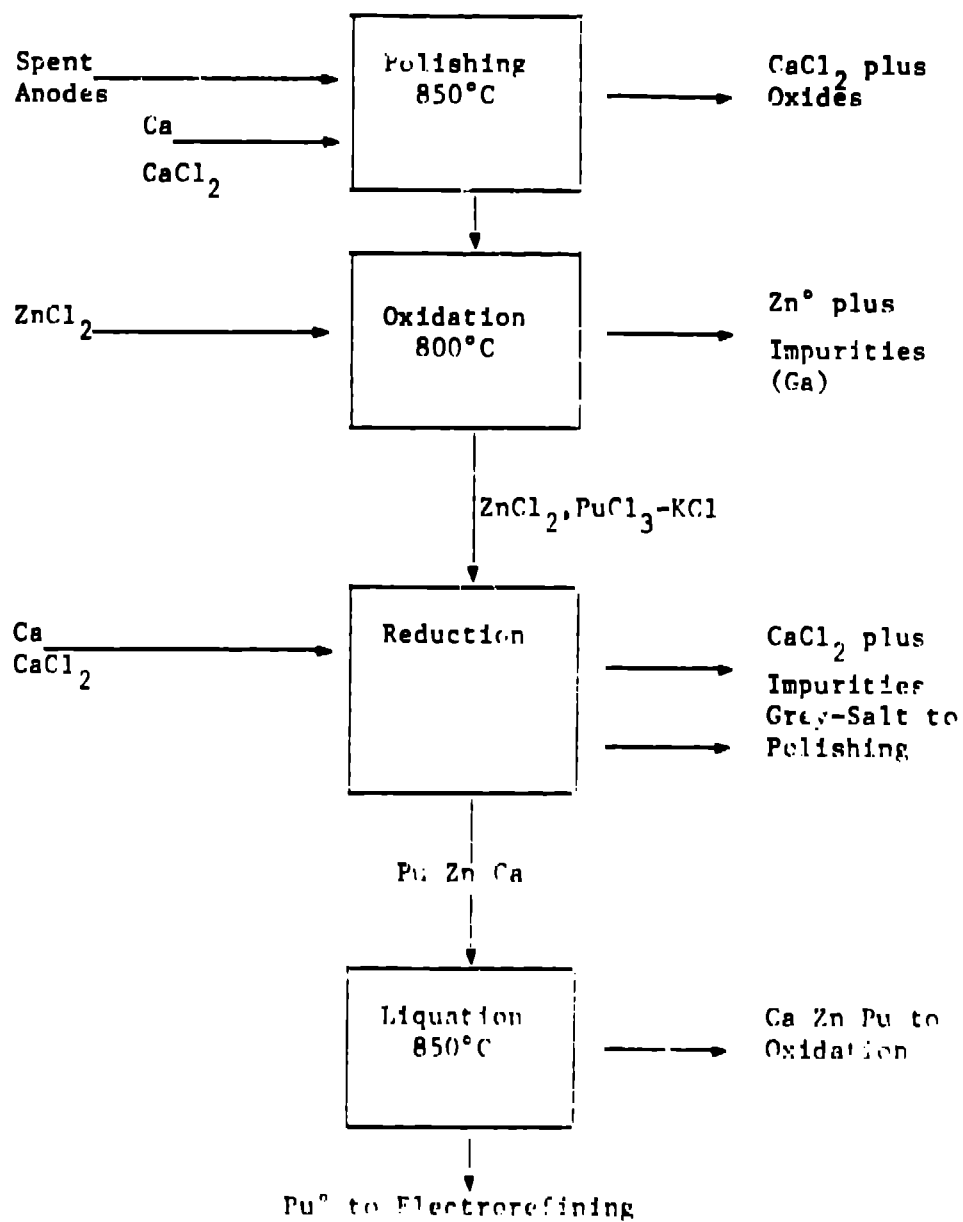 Spent
Anodes
Ca
CaCl2
Polishing
850°C
CaCl2 plus
Oxides
ZnCl2
Oxidation
800°C
Zn° plus
Impurities
(Ga)
ZnCl2,PuCl3-KCl
Ca
CaCl2
Reduction
CaCl2 plus
Impurities
Grey-Salt to
Polishing
Pu Zn Ca
Liquation
850°C
Ca Zn Pu to
Oxidation
Pu° to Electrorefining